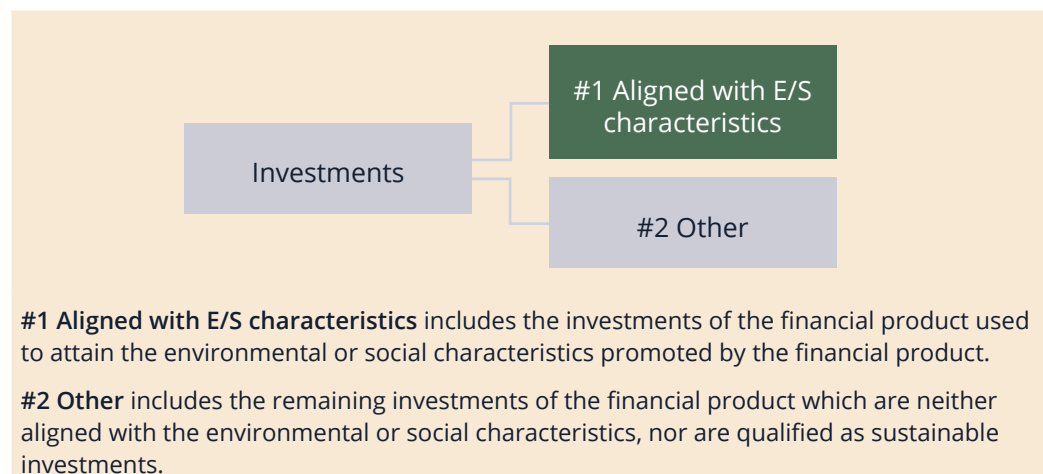 #1 Aligned with E/S
characteristics
Investments
#2 Other
#1 Aligned with E/S characteristics includes the investments of the financial product used
to attain the environmental or social characteristics promoted by the financial product.
#2 Other includes the remaining investments of the financial product which are neither
aligned with the environmental or social characteristics, nor are qualified as sustainable
investments.